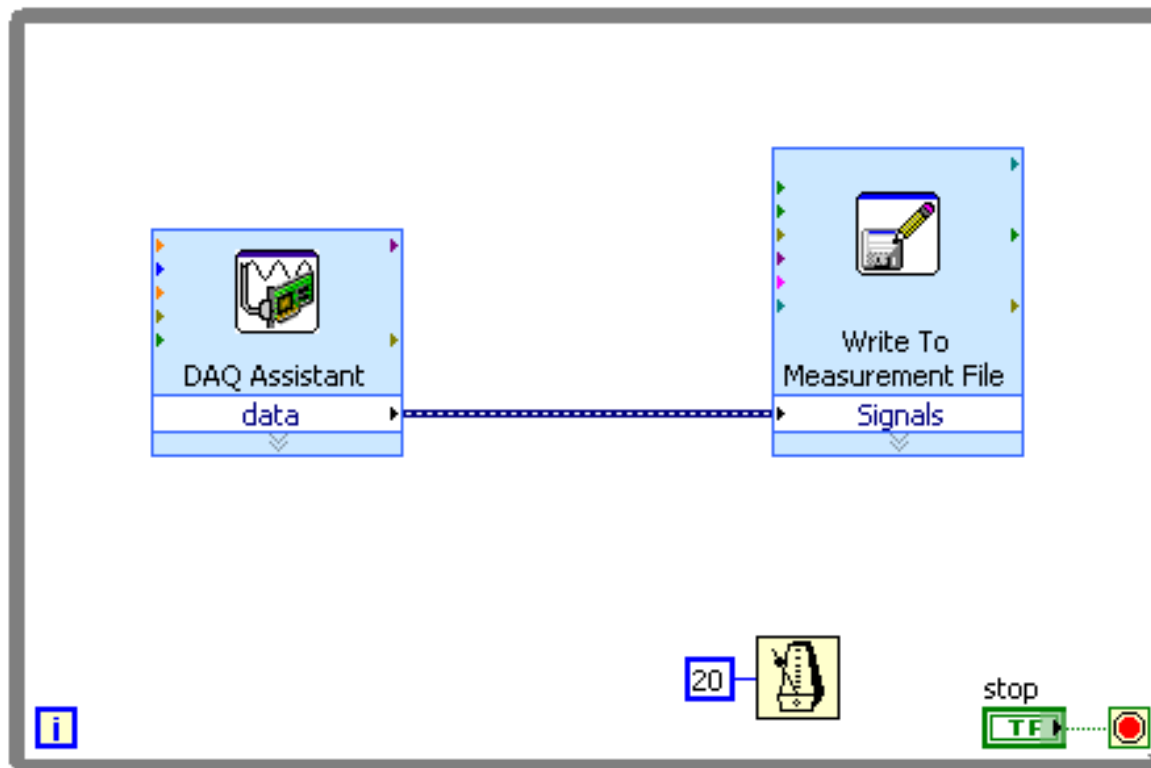 DAQ Assistant
data
Write To
Measurement File
Signals
20
stop
TF
i